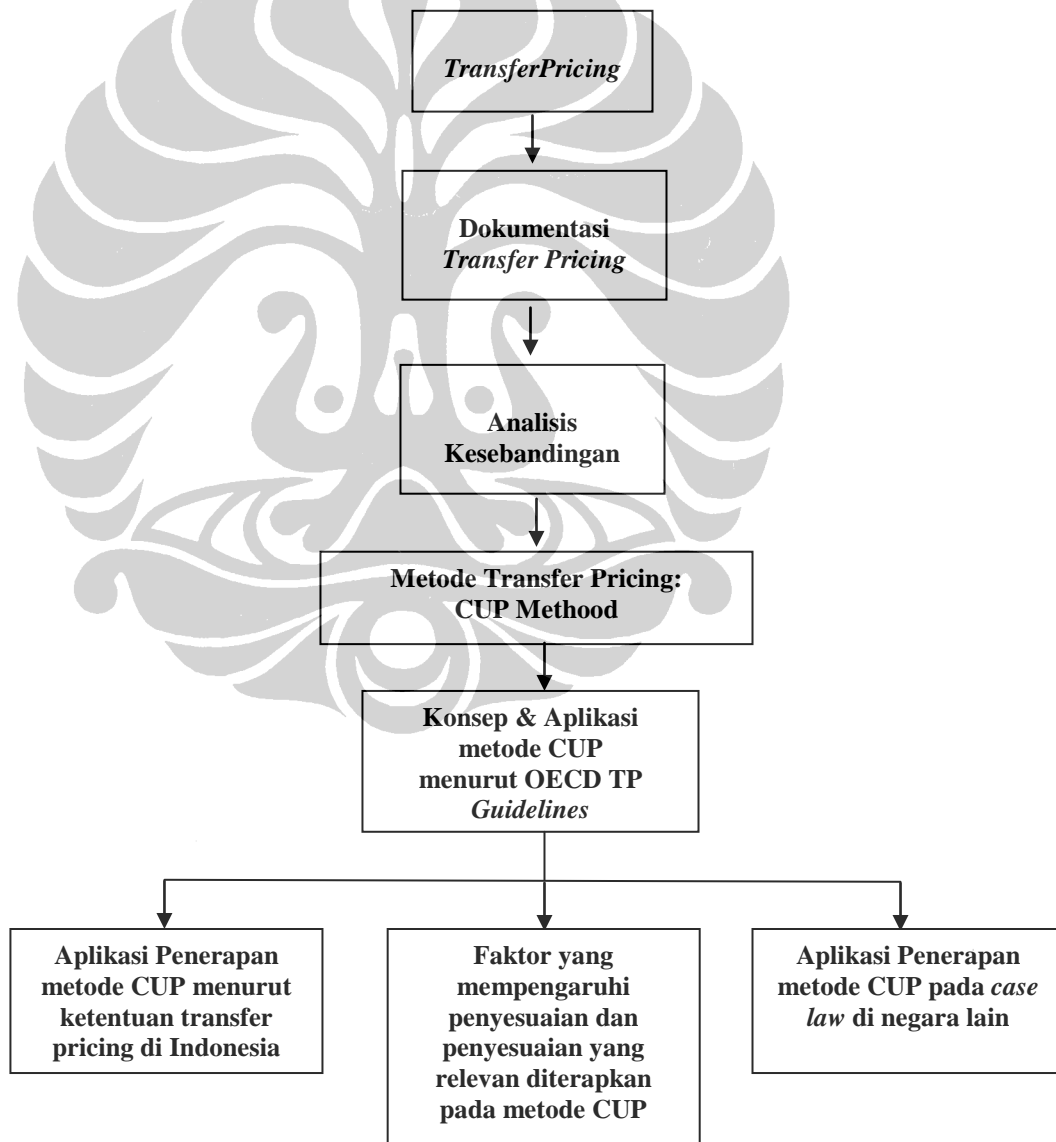 TransferPricing
Dokumentasi
Transfer Pricing
Analisis
Kesebandingan
Metode Transfer Pricing:
CUP Methood
Konsep & Aplikasi
metode CUP
menurut OECD TP
Guidelines
Aplikasi Penerapan
metode CUP menurut
ketentuan transfer
pricing di Indonesia
Faktor yang
mempengaruhi
penyesuaian dan
penyesuaian yang
relevan diterapkan
pada metode CUP
Aplikasi Penerapan
metode CUP pada case
law di negara lain